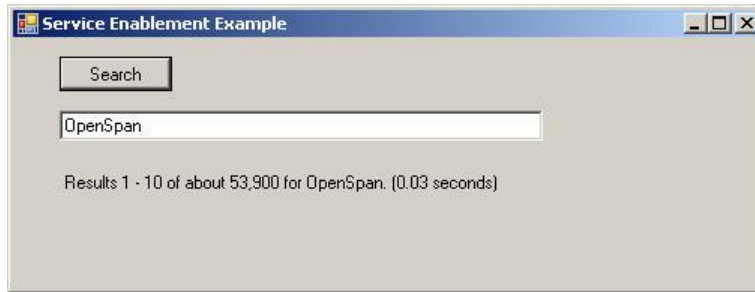 Service Enablement Example
Search
OpenSpan
Results 1 - 10 of about 53,900 for OpenSpan. (0.03 seconds)